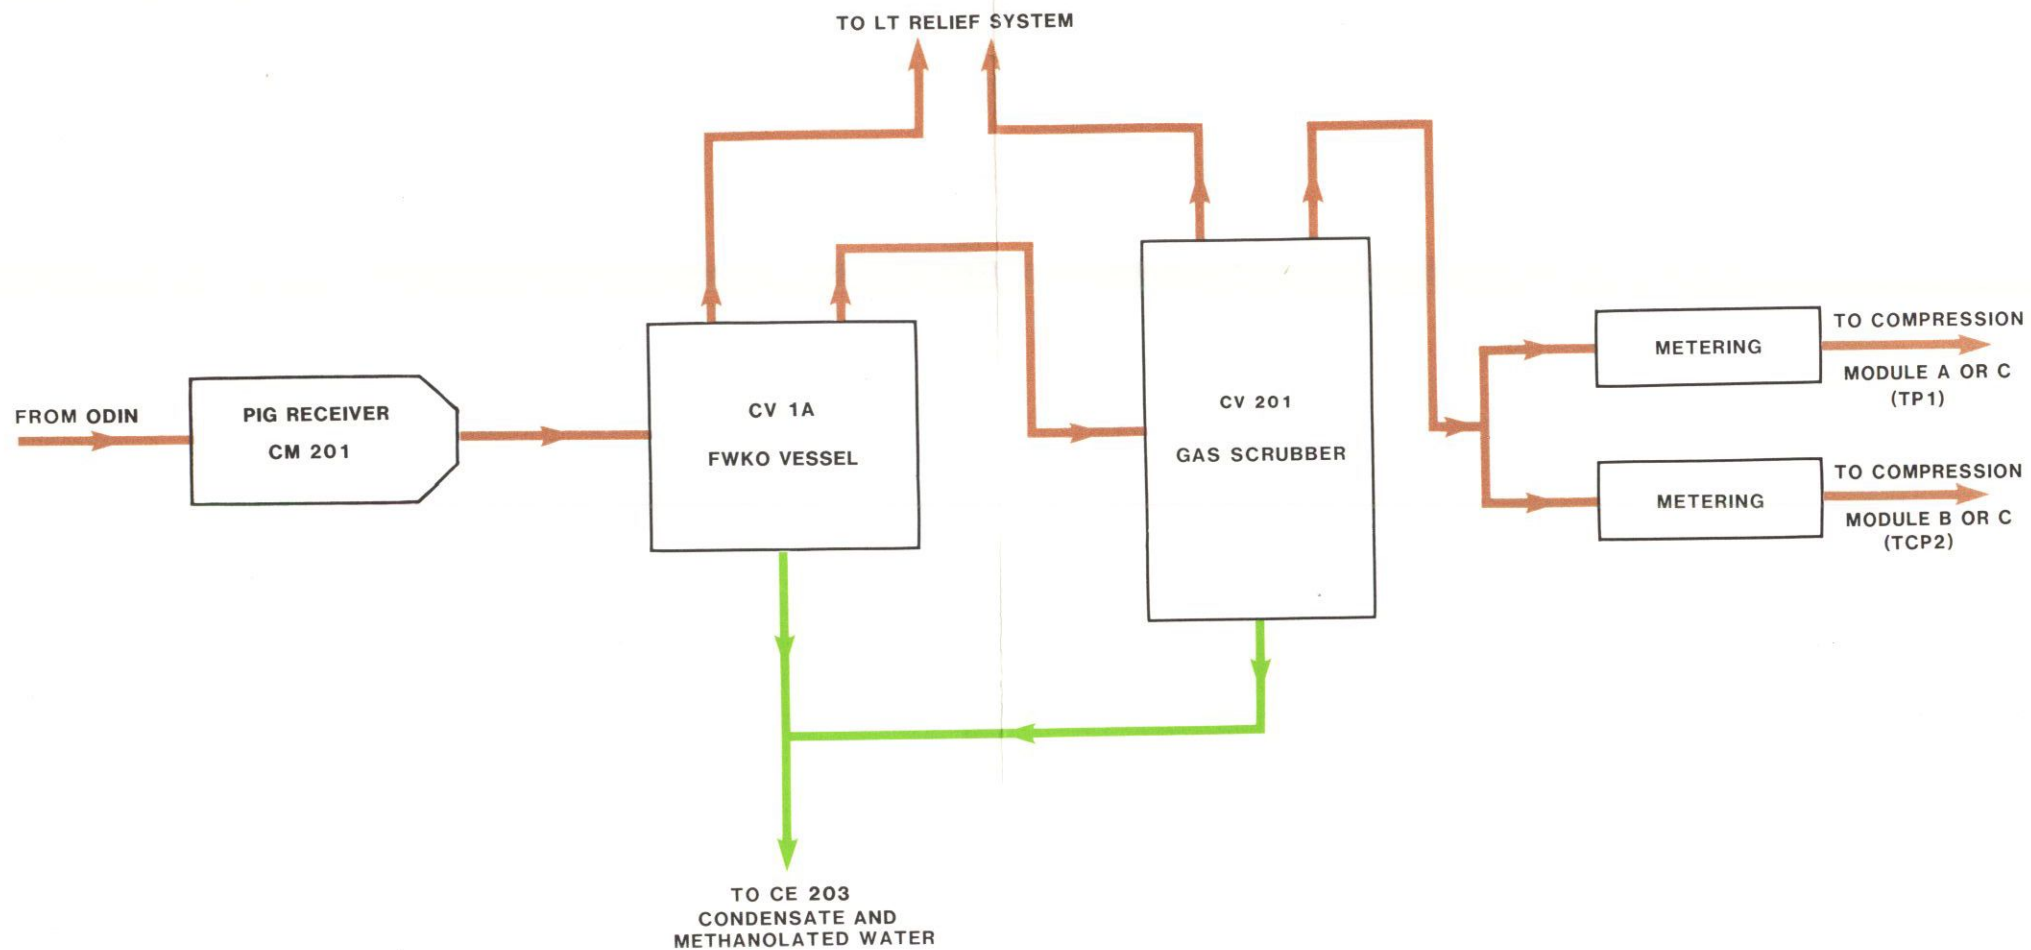 TO LT RELIEF SYSTEM
FROM ODIN
PIG RECEIVER
CM 201
CV 1A
FWKO VESSEL
CV 201
GAS SCRUBBER
METERING
TO COMPRESSION
MODULE A OR C
(TP1)
METERING
TO COMPRESSION
MODULE B OR C
(TCP2)
TO CE 203
CONDENSATE AND
METHANOLATED WATER